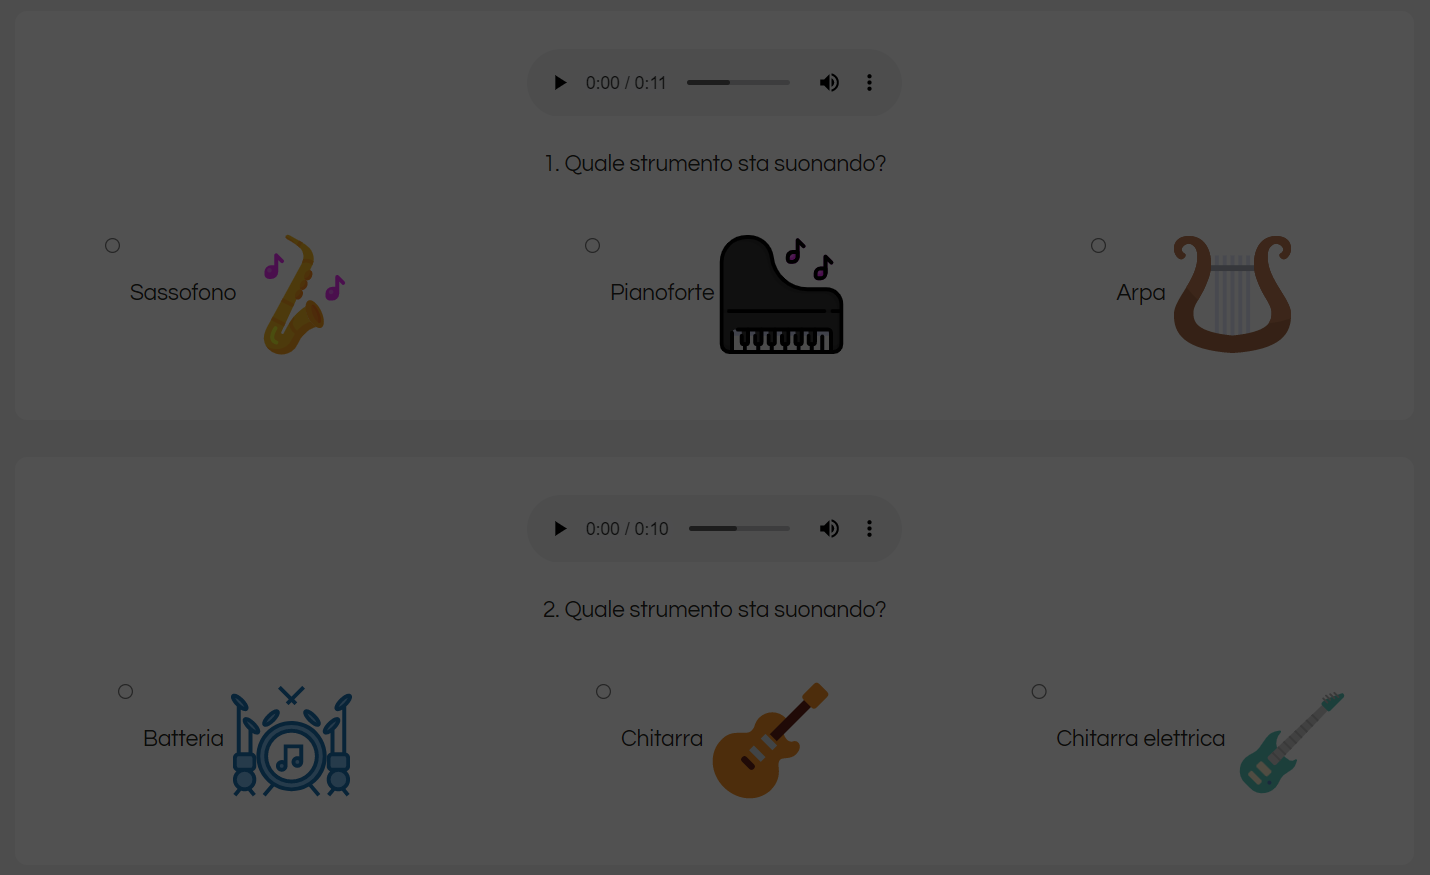 0:00 / 0:11
1. Quale strumento sta suonando?
Sassofono
Pianoforte
Arpa
0:00 / 0:10
2. Quale strumento sta suonando?
Batteria
Chitarra
Chitarra elettrica